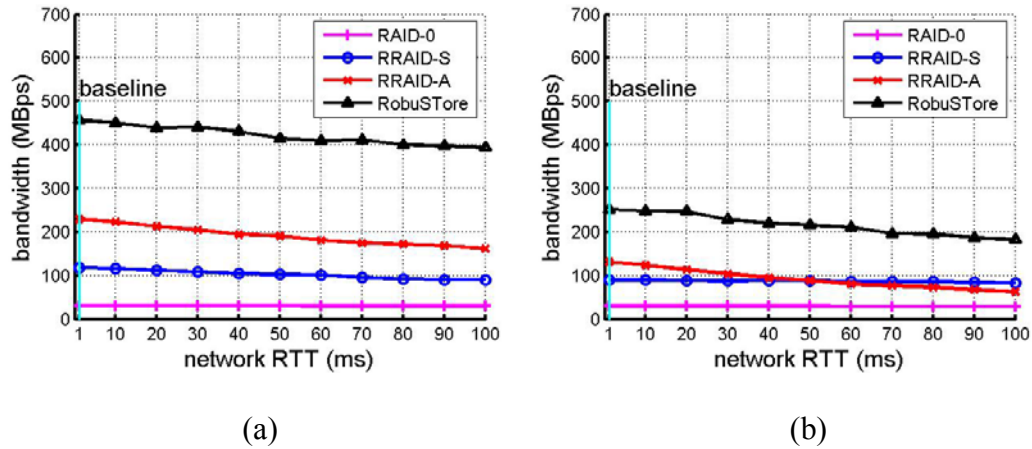 700
600
500
400
300
200
100
0
bandwidth (MBps)
baseline
RAID-0
RRAID-S
RRAID-A
RobuSTore
1 10 20 30 40 50 60 70 80 90 100
network RTT (ms)
(a)
700
600
500
400
300
200
100
0
bandwidth (MBps)
baseline
RAID-0
RRAID-S
RRAID-A
RobuSTore
1 10 20 30 40 50 60 70 80 90 100
network RTT (ms)
(b)